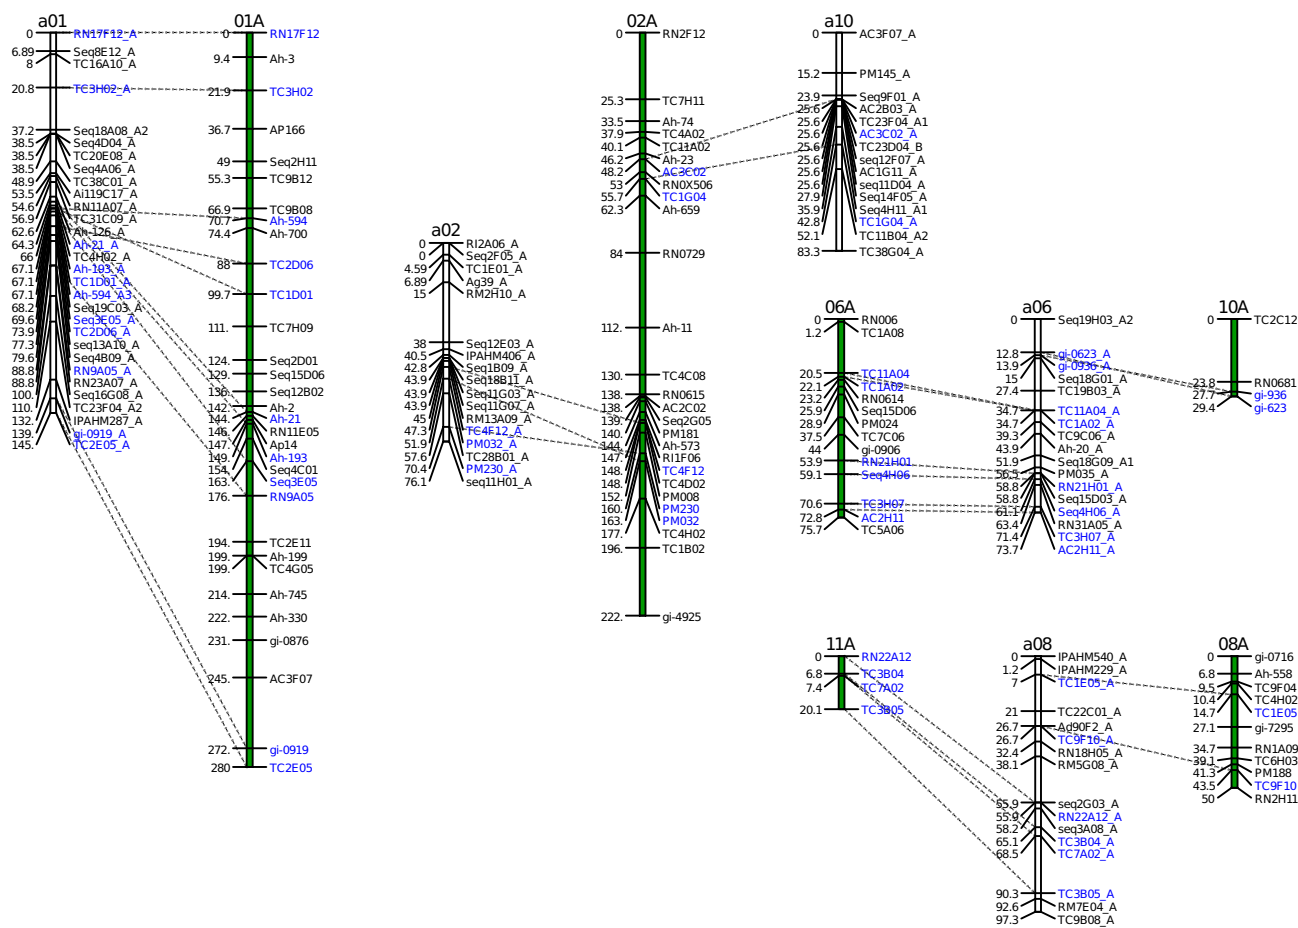 a01
0 RN17F12_A
6.89 Seq8E12_A
8 TC16A10_A
20.8 TC3H02_A
37.2 Seq18A08_A2
38.5 Seq4D04_A
38.5 TC20E08_A
38.5 Seq4A06_A
48.9 TC38C01_A
53.5 Ai119C17_A
54.6 RN11A07_A
56.9 TC31C09_A
62.6 Ah-126_A
64.3 Ah-21_A
66 TC4H02_A
67.1 Ah-193_A
67.1 TC1D01_A
67.1 Ah-594_A3
68.2 Seq19C03_A
69.6 Seq3E05_A
73.9 TC2D06_A
77.3 seq13A10_A
79.6 Seq4B09_A
88.8 RN9A05_A
88.8 RN23A07_A
100. Seq16G08_A
110. TC23F04_A2
132. IPAHM287_A
139. gi-0919_A
145. TC2E05_A
01A
0 RN17F12
9.4 Ah-3
21.9 TC3H02
36.7 AP166
49 Seq2H11
55.3 TC9B12
66.9 TC9B08
70.7 Ah-594
74.4 Ah-700
88 TC2D06
99.7 TC1D01
111. TC7H09
124. Seq2D01
129. Seq15D06
136. Seq12B02
142. Ah-2
144. Ah-21
146. RN11E05
147. Ap14
149. Ah-193
154. Seq4C01
163. Seq3E05
176. RN9A05
194. TC2E11
199. Ah-199
199. TC4G05
214. Ah-745
222. Ah-330
231. gi-0876
245. AC3F07
272. gi-0919
280 TC2E05
a02
0 RI2A06_A
0 Seq2F05_A
4.59 TC1E01_A
6.89 Ag39_A
15 RM2H10_A
38 Seq12E03_A
40.5 IPAHM406_A
42.8 Seq1B09_A
43.9 Seq18B11_A
43.9 Seq11G03_A
43.9 Seq11G07_A
45 RM13A09_A
47.3 TC4F12_A
51.9 PM032_A
57.6 TC28B01_A
70.4 PM230_A
76.1 seq11H01_A
02A
0 RN2F12
25.3 TC7H11
33.5 Ah-74
37.9 TC4A02
40.1 TC11A02
46.2 Ah-23
48.2 AC3C02
53 RN0X506
55.7 TC1G04
62.3 Ah-659
84 RN0729
112. Ah-11
130. TC4C08
138. RN0615
138. AC2C02
139. Seq2G05
140. PM181
144. Ah-573
147. RI1F06
148. TC4F12
148. TC4D02
152. PM008
160. PM230
163. PM032
177. TC4H02
196. TC1B02
222. gi-4925
a10
0 AC3F07_A
15.2 PM145_A
23.9 Seq9F01_A
25.6 AC2B03_A
25.6 TC23F04_A1
25.6 AC3C02_A
25.6 TC23D04_B
25.6 seq12F07_A
25.6 AC1G11_A
25.6 seq11D04_A
27.9 Seq14F05_A
35.9 Seq4H11_A1
42.8 TC1G04_A
52.1 TC11B04_A2
83.3 TC38G04_A
06A
0 RN006
1.2 TC1A08
20.5 TC11A04
22.1 TC1A02
23.2 RN0614
25.9 Seq15D06
28.9 PM024
37.5 TC7C06
44 gi-0906
53.9 RN21H01
59.1 Seq4H06
70.6 TC3H07
72.8 AC2H11
75.7 TC5A06
a06
0 Seq19H03_A2
12.8 gi-0623_A
13.9 gi-0936_A
15 Seq18G01_A
27.4 TC19B03_A
34.7 TC11A04_A
34.7 TC1A02_A
39.3 TC9C06_A
43.9 Ah-20_A
51.9 Seq18G09_A1
56.5 PM035_A
58.8 RN21H01_A
58.8 Seq15D03_A
61.1 Seq4H06_A
63.4 RN31A05_A
71.4 TC3H07_A
73.7 AC2H11_A
10A
0 TC2C12
23.8 RN0681
27.7 gi-936
29.4 gi-623
11A
0 RN22A12
6.8 TC3B04
7.4 TC7A02
20.1 TC3B05
a08
0 IPAHM540_A
1.2 IPAHM229_A
7 TC1E05_A
21 TC22C01_A
26.7 Ad90F2_A
26.7 TC9F10_A
32.4 RN18H05_A
38.1 RM5G08_A
55.9 seq2G03_A
55.9 RN22A12_A
58.2 seq3A08_A
65.1 TC3B04_A
68.5 TC7A02_A
90.3 TC3B05_A
92.6 RM7E04_A
97.3 TC9B08_A
08A
0 gi-0716
6.8 Ah-558
9.5 TC9F04
10.4 TC4H02
14.7 TC1E05
27.1 gi-7295
34.7 RN1A09
39.1 TC6H03
41.3 PM188
43.5 TC9F10
50 RN2H11